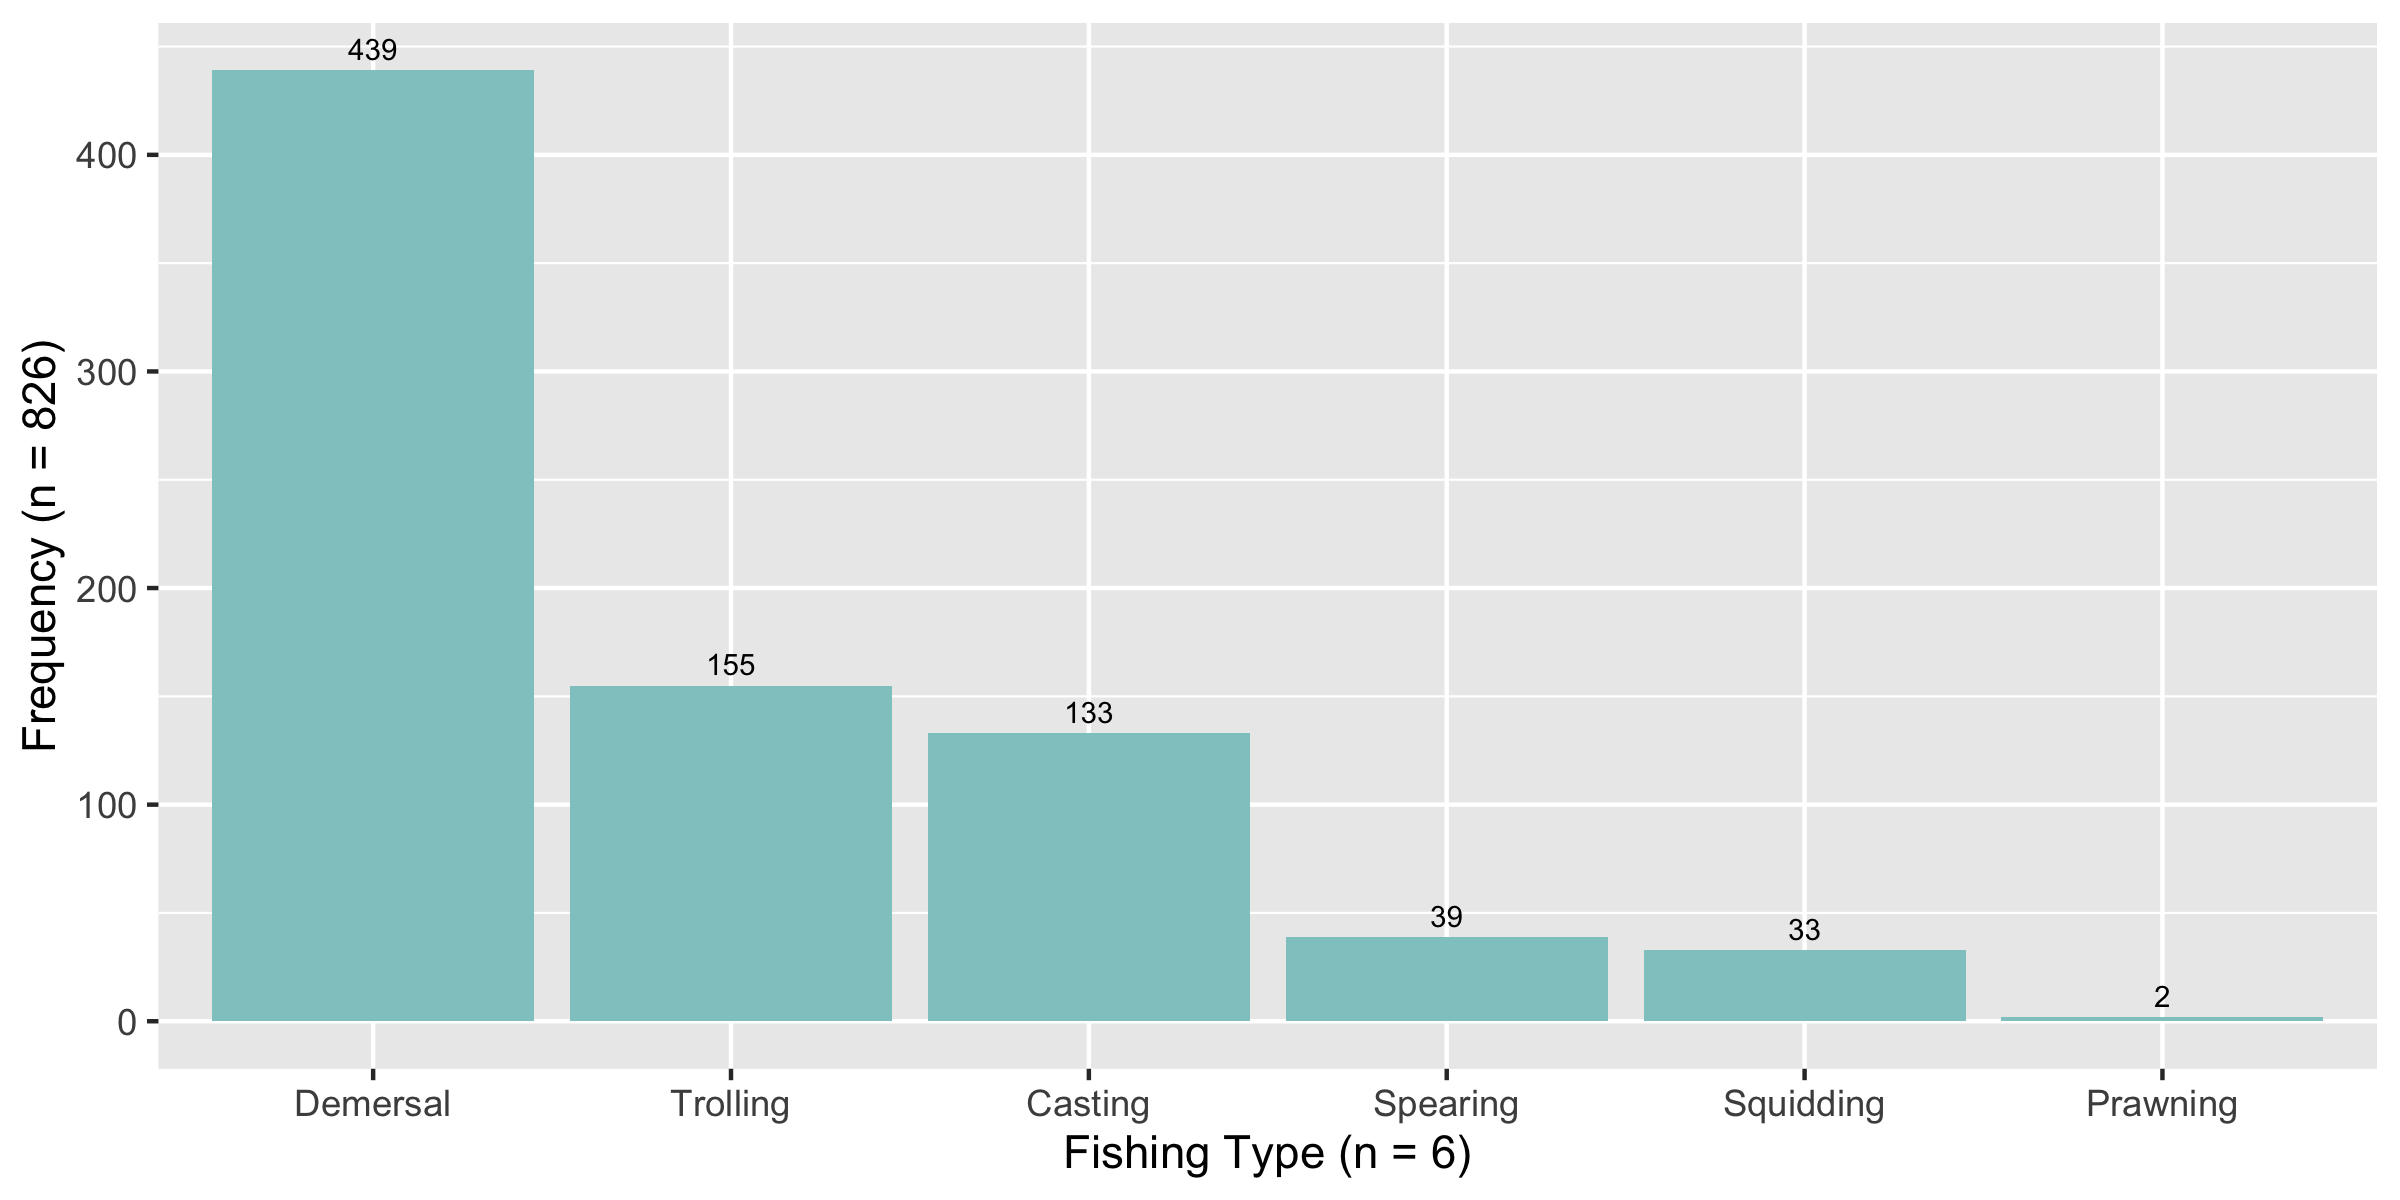 Frequency (n = 826)
400
300
200
100
0
439
155
133
39
33
2
Demersal
Trolling
Casting
Spearing
Squidding
Prawning
Fishing Type (n = 6)